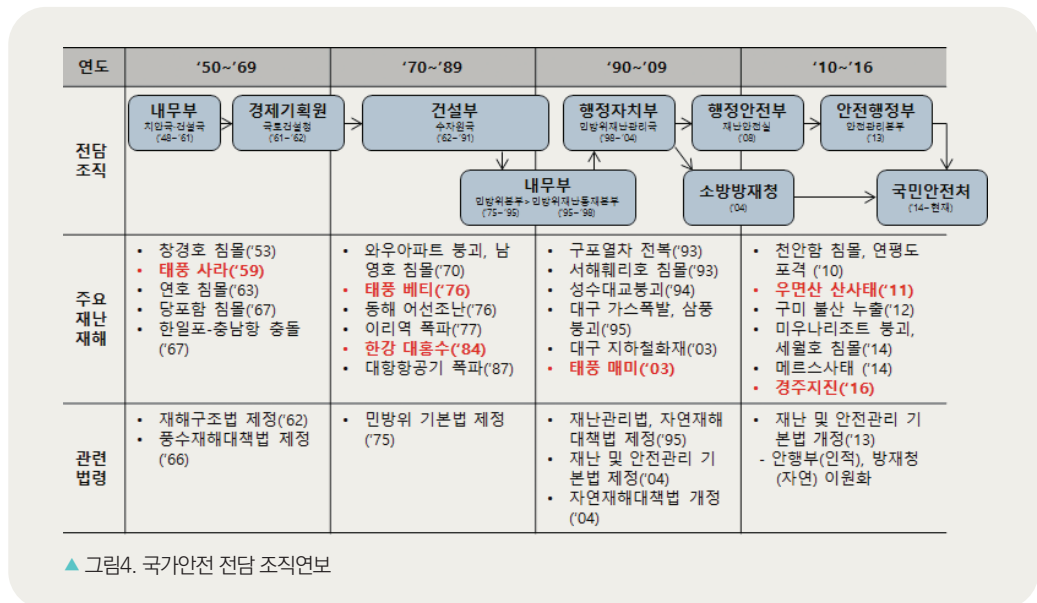 연도
‘50~‘69
‘70~‘89
‘90~‘09
‘10~‘16
전담
조직
내무부
치안국·건설국
(‘48~‘61)
경제기획원
국토건설청
(‘61~‘62)
건설부
수자원국
(‘62~‘91)
내무부
민방위본부> 민방위재난통제본부
(‘75~‘95) (‘95~‘98)
행정자치부
민방위재난관리국
(‘98~‘04)
행정안전부
재난안전실
(‘08)
안전행정부
안전관리본부
(‘13)
소방방재청
(‘04)
국민안전처
(‘14~현재)
주요
재난
재해
• 창경호 침몰(‘53)
• 태풍 사라(‘59)
• 연호 침몰(‘63)
• 당포함 침몰(‘67)
• 한일포-충남항 충돌
(‘67)
• 와우아파트 붕괴, 남
영호 침몰(‘70)
• 태풍 베티(‘76)
• 동해 어선조난(‘76)
• 이리역 폭파(‘77)
• 한강 대홍수(‘84)
• 대항항공기 폭파(‘87)
• 구포열차 전복(‘93)
• 서해훼리호 침몰(‘93)
• 성수대교붕괴(‘94)
• 대구 가스폭발, 삼풍
붕괴(‘95)
• 대구 지하철화재(‘03)
• 태풍 매미(‘03)
• 천안함 침몰, 연평도
포격 (‘10)
• 우면산 산사태(‘11)
• 구미 불산 누출(‘12)
• 미우나리조트 붕괴,
세월호 침몰(‘14)
• 메르스사태 (‘14)
• 경주지진(‘16)
관련
법령
• 재해구조법 제정(‘62)
• 풍수재해대책법 제정
(‘66)
• 민방위 기본법 제정
(‘75)
• 재난관리법, 자연재해
대책법 제정(‘95)
• 재난 및 안전관리 기
본법 제정(‘04)
• 자연재해대책법 개정
(‘04)
• 재난 및 안전관리 기
본법 개정(‘13)
- 안행부(인적), 방재청
(자연) 이원화
▲ 그림4. 국가안전 전담 조직연보